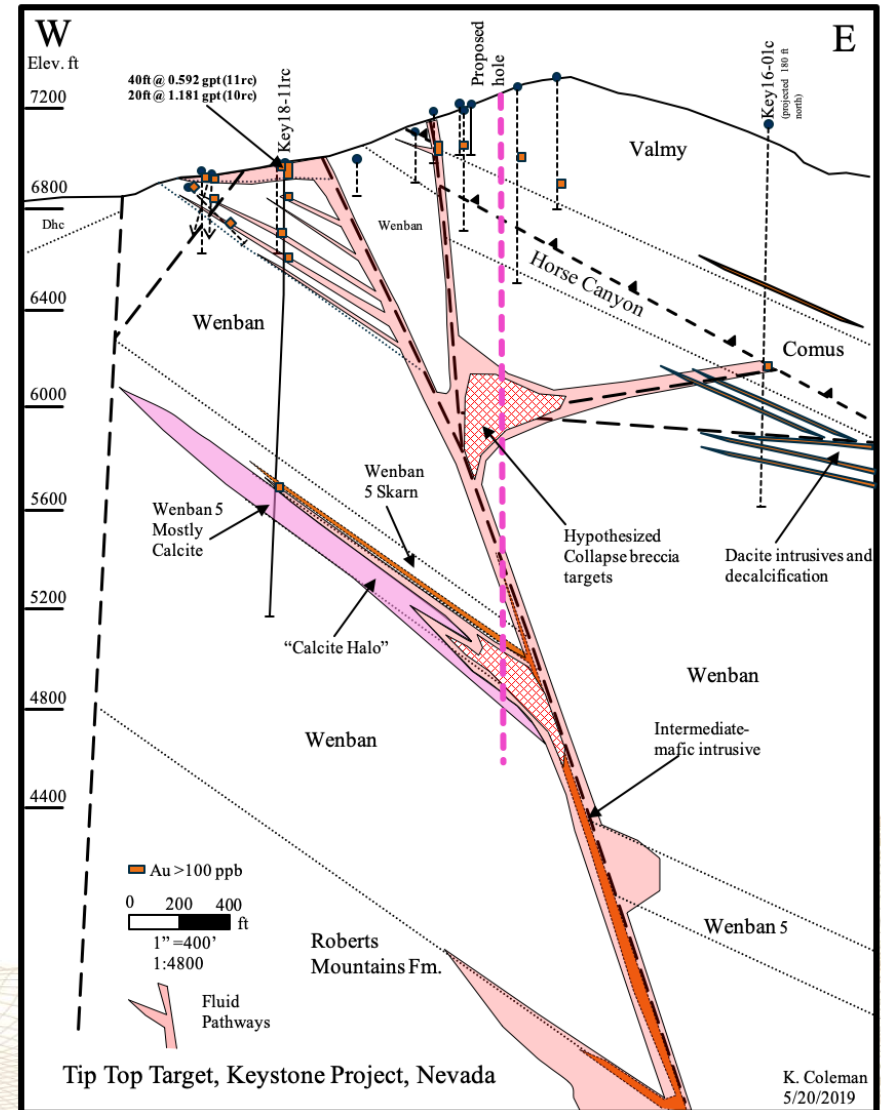 W
E
Elev. ft
40ft @ 0.592 gpt (11rc)
20ft @ 1.181 gpt (10rc)
Key18-11rc
Proposed
hole
Key16-01c
(projected 180 ft
north)
7200
6800
6400
6000
5600
5200
4800
4400
Dhc
Valmy
Wenban
Horse Canyon
Wenban
Comus
Wenban
5 Skarn
Wenban 5
Mostly
Calcite
Hypothesized
Collapse breccia
targets
Dacite intrusives and
decalcification
“Calcite Halo”
Wenban
Wenban
Intermediate-
mafic intrusive
Au >100 ppb
0 200 400
ft
1” =400’
1:4800
Wenban 5
Roberts
Mountains Fm.
Fluid
Pathways
Tip Top Target, Keystone Project, Nevada
K. Coleman
5/20/2019